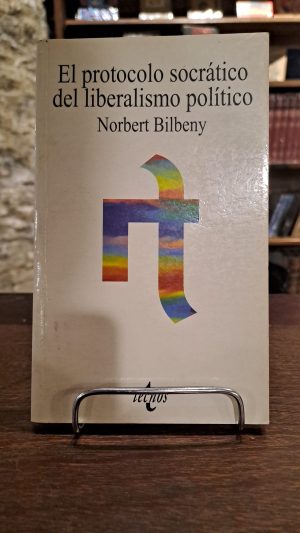 El protocolo socrático
del liberalismo político
Norbert Bilbeny
tecnos